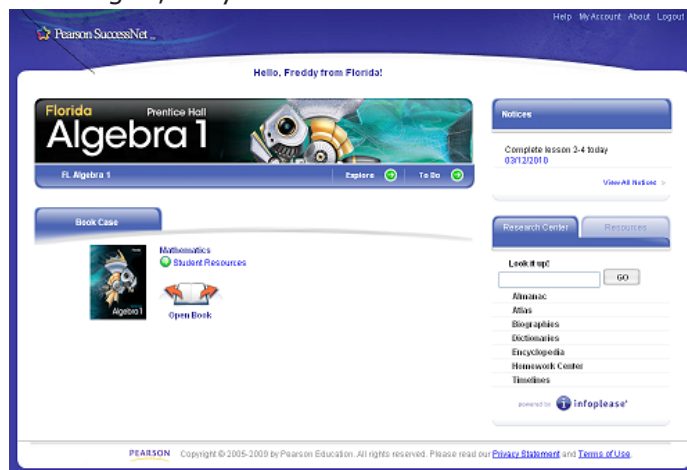 Help My Account About Logout
Pearson SuccessNet
Hello, Freddy from Florida!
Florida Prentice Hall
Algebra 1
FL Algebra 1 Explore To Do
Notices
Complete lesson 2-4 today
03/12/2010
View All Notices >
Book Case
Mathematics
Student Resources
Algebra 1
Open Book
Research Center Resources
Look it up!
GO
Almanac
Atlas
Biographies
Dictionaries
Encyclopedia
Homework Center
Timelines
powered by infoplease
PEARSON Copyright © 2005-2009 by Pearson Education. All rights reserved. Please read our Privacy Statement and Terms of Use.